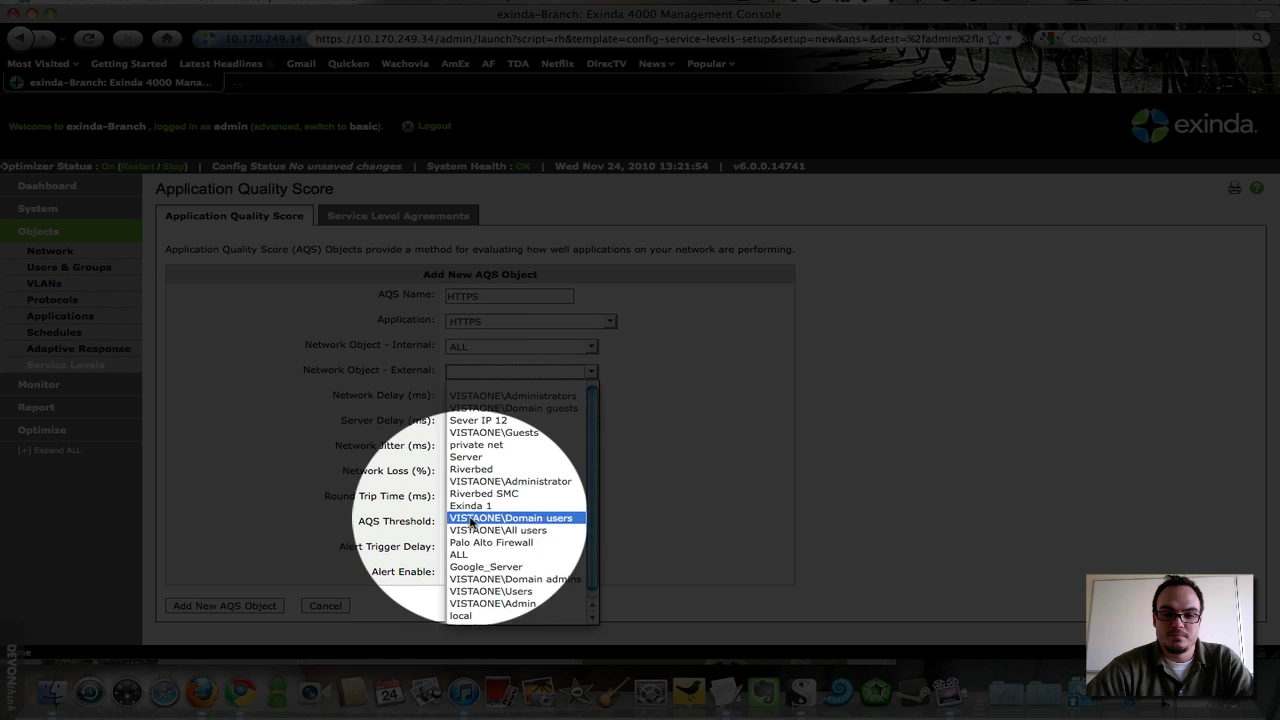 exinda-Branch: Exinda 4000 Management Console
10.170.249.34 https://10.170.249.34/admin/launch?script=rh&template=config-service-levels-setup&setup=new&aqs=&dest=%2fadmin%2fla Google
Most Visited Getting Started Latest Headlines Gmail Quicken Wachovia AmEx AF TDA Netflix DirecTV News Popular
exinda-Branch: Exinda 4000 Mana...
Welcome to exinda-Branch , logged in as admin (advanced, switch to basic). Logout
exinda.
Optimizer Status : On (Restart / Stop) | Config Status No unsaved changes | System Health : OK | Wed Nov 24, 2010 13:21:54 | v6.0.0.14741
Dashboard
System
Objects
Network
Users & Groups
VLANs
Protocols
Applications
Schedules
Adaptive Response
Service Levels
Monitor
Report
Optimize
[+] Expand ALL
Application Quality Score
Application Quality Score Service Level Agreements
Application Quality Score (AQS) Objects provide a method for evaluating how well applications on your network are performing.
Add New AQS Object
AQS Name: HTTPS
Application: HTTPS
Network Object - Internal: ALL
Network Object - External:
Network Delay (ms):
Server Delay (ms):
Network Jitter (ms):
Network Loss (%):
Round Trip Time (ms):
AQS Threshold:
Alert Trigger Delay:
Alert Enable:
VISTAONE\Administrators
VISTAONE\Domain guests
Sever IP 12
VISTAONE\Guests
private net
Server
Riverbed
VISTAONE\Administrator
Riverbed SMC
Exinda 1
VISTAONE\Domain users
VISTAONE\All users
Palo Alto Firewall
ALL
Google_Server
VISTAONE\Domain admins
VISTAONE\Users
VISTAONE\Admin
local
Add New AQS Object Cancel
DEVONthink
24